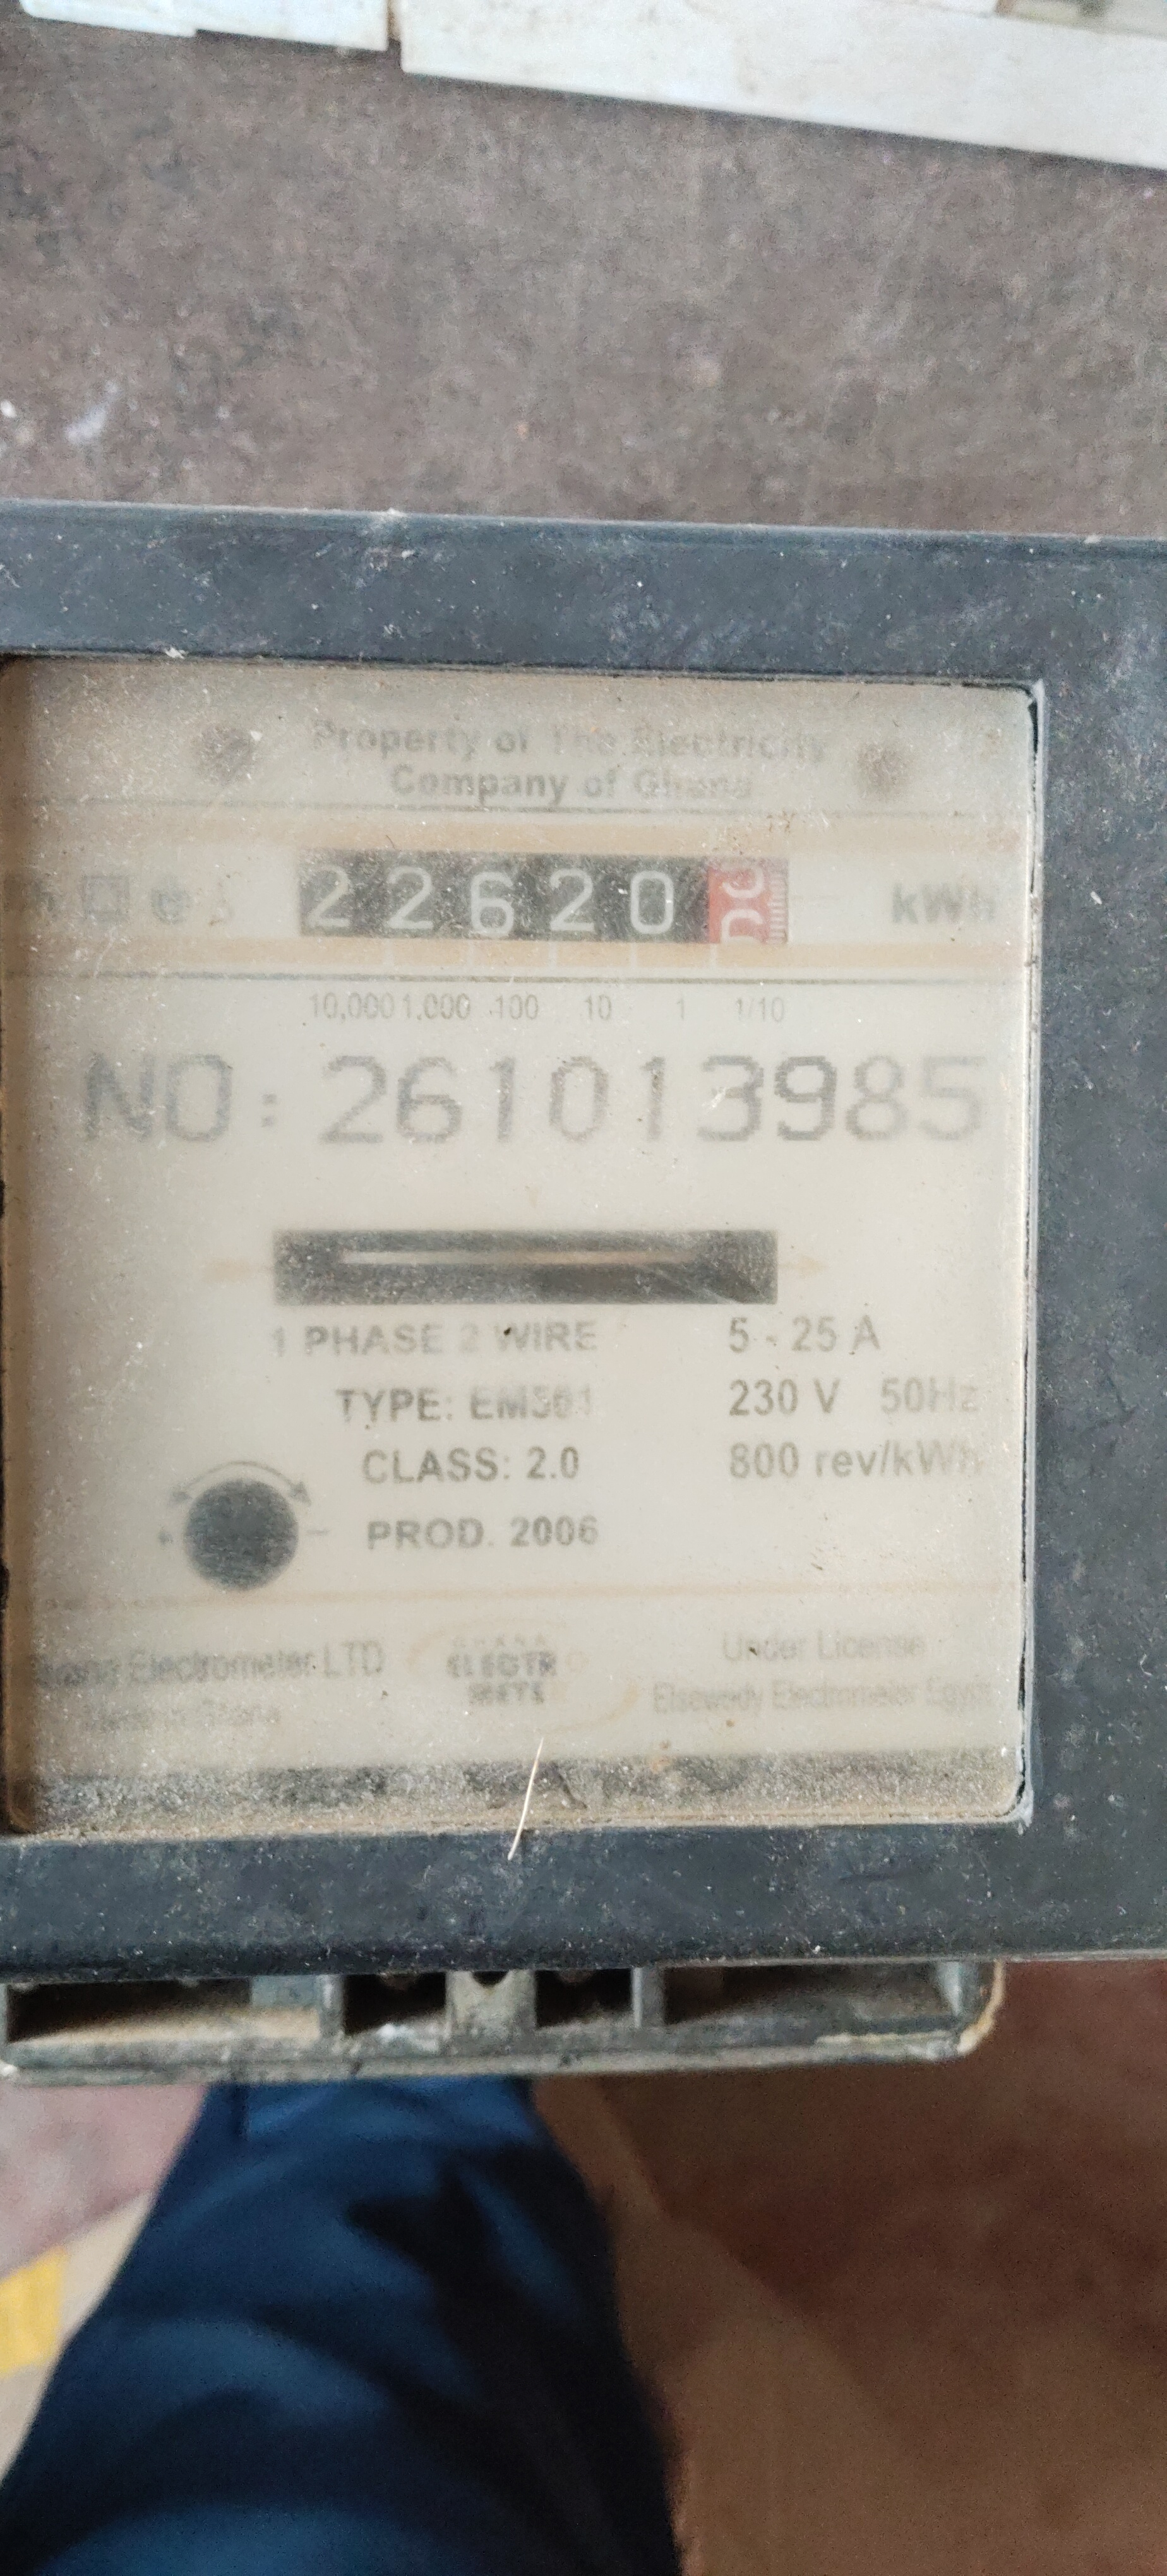 Property of The Electricity
Company of Ghana
22620 kWh
10,000 1,000 100 10 1 1/10
NO: 261013985
1 PHASE 2 WIRE 5 - 25 A
TYPE: 230 V 50Hz
CLASS: 2.0 800 rev/kWh
PROD. 2006
+ -
Electrometer LTD
GHANA
Under License
Elsewedy Electrometer Egypt